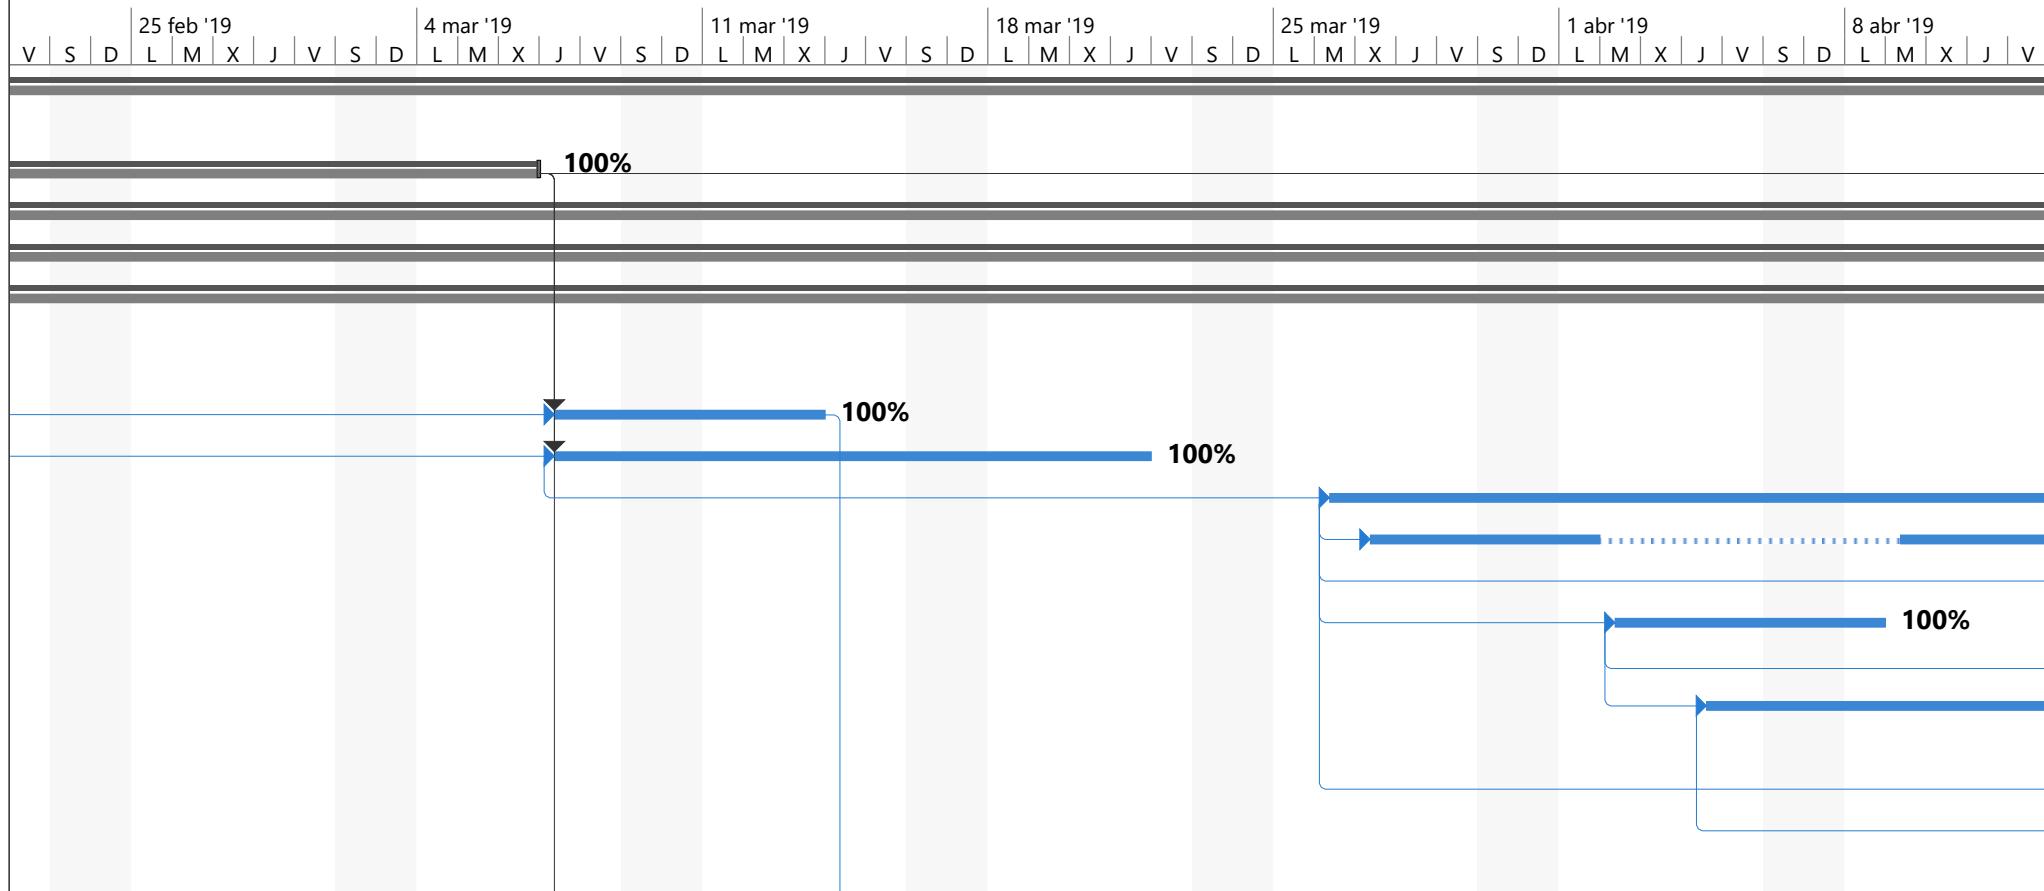 25 feb '19 4 mar '19 11 mar '19 18 mar '19 25 mar '19 1 abr '19 8 abr '19
V S D L M X J V S D L M X J V S D L M X J V S D L M X J V S D L M X J V S D L M X J V S D L M X J V
100%
100%
100%
100%